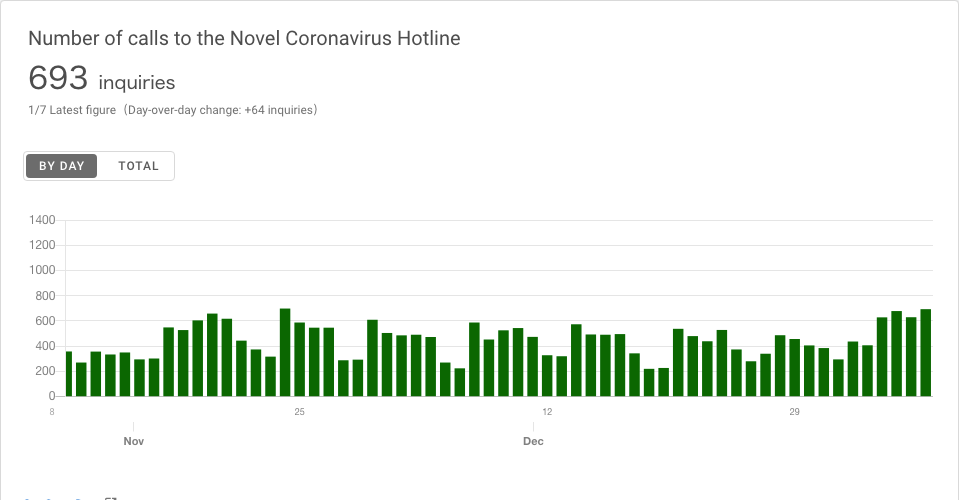 Number of calls to the Novel Coronavirus Hotline
693 inquiries
1/7 Latest figure（Day-over-day change: +64 inquiries）
BY DAY TOTAL
1400
1200
1000
800
600
400
200
0
8 25 12 29
Nov Dec